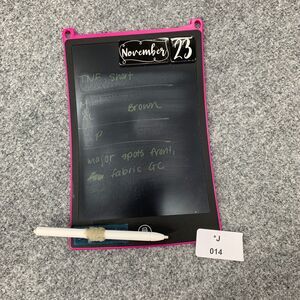 November 23
TNF Short
Brown
P
major spots front,
fabric GC
"J
014